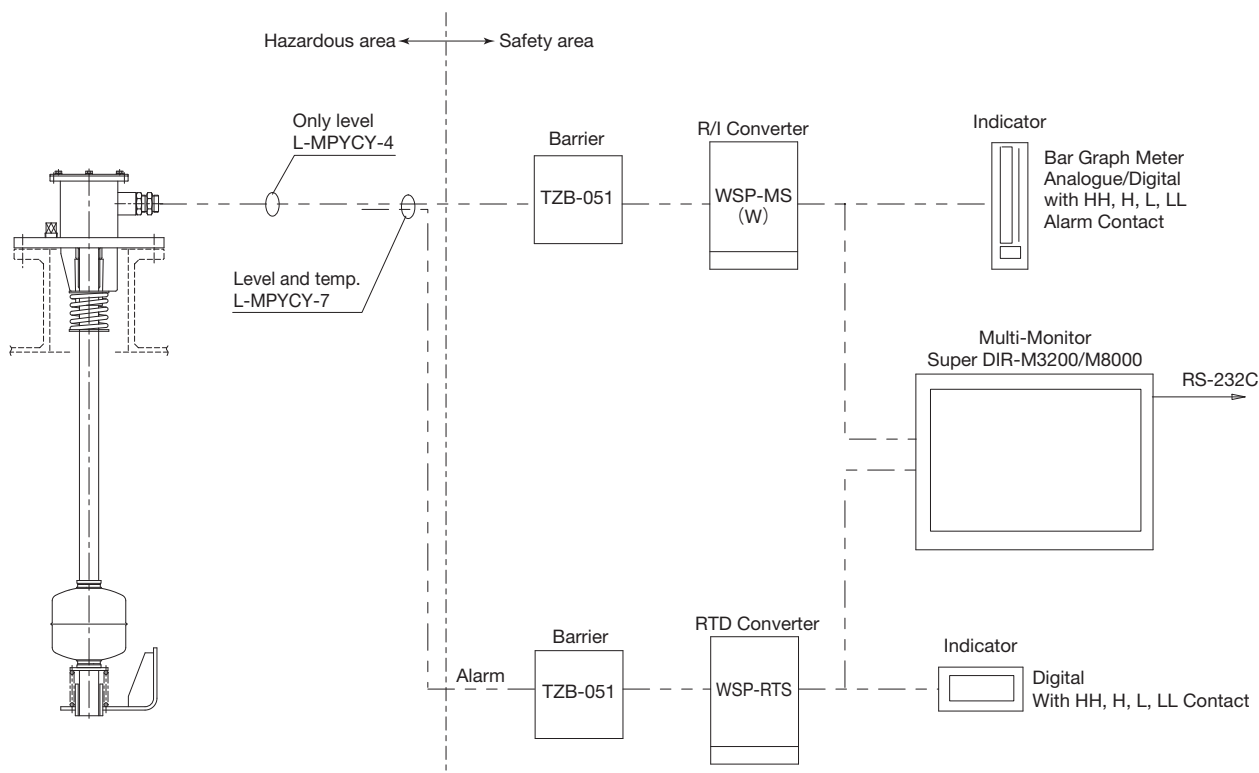 Hazardous area
Safety area
Only level
L-MPYCY-4
Level and temp.
L-MPYCY-7
Barrier
TZB-051
R/I Converter
WSP-MS
(W)
Indicator
Bar Graph Meter
Analogue/Digital
with HH, H, L, LL
Alarm Contact
Multi-Monitor
Super DIR-M3200/M8000
RS-232C
Alarm
Barrier
TZB-051
RTD Converter
WSP-RTS
Indicator
Digital
With HH, H, L, LL Contact